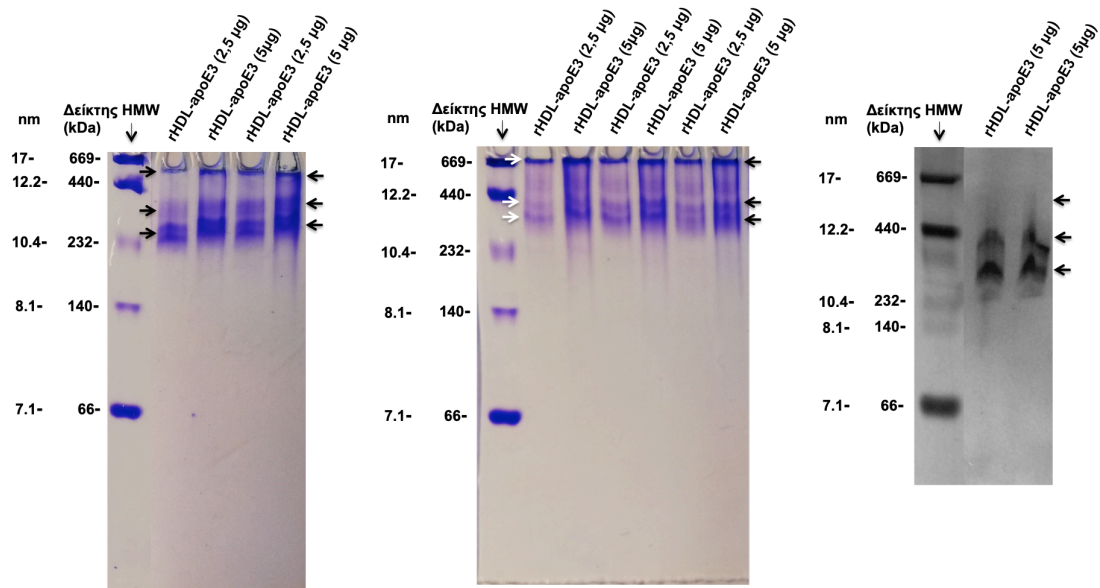 rHDL-apoE3 (2,5 μg)
rHDL-apoE3 (5μg)
rHDL-apoE3 (2,5 μg)
rHDL-apoE3 (5 μg)
nm
Δείκτης HMW
(kDa)
17- 669-
12.2- 440-
10.4- 232-
8.1- 140-
7.1- 66-
rHDL-apoE3 (2,5 μg)
rHDL-apoE3 (5μg)
rHDL-apoE3 (2,5 μg)
rHDL-apoE3 (5 μg)
rHDL-apoE3 (2,5 μg)
rHDL-apoE3 (5 μg)
nm
Δείκτης HMW
(kDa)
17- 669-
12.2- 440-
10.4- 232-
8.1- 140-
7.1- 66-
rHDL-apoE3 (5 μg)
rHDL-apoE3 (5μg)
nm
Δείκτης HMW
(kDa)
17- 669-
12.2- 440-
10.4- 232-
8.1- 140-
7.1- 66-